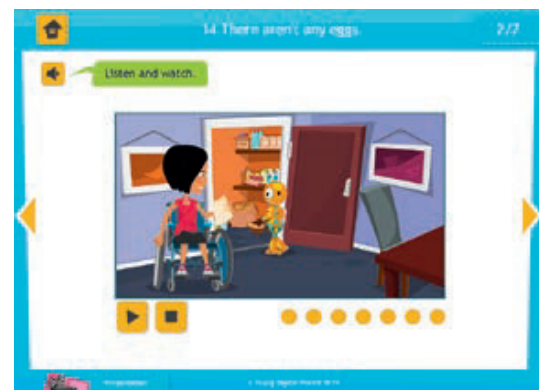 14 There aren't any eggs.
2/7
Listen and watch.